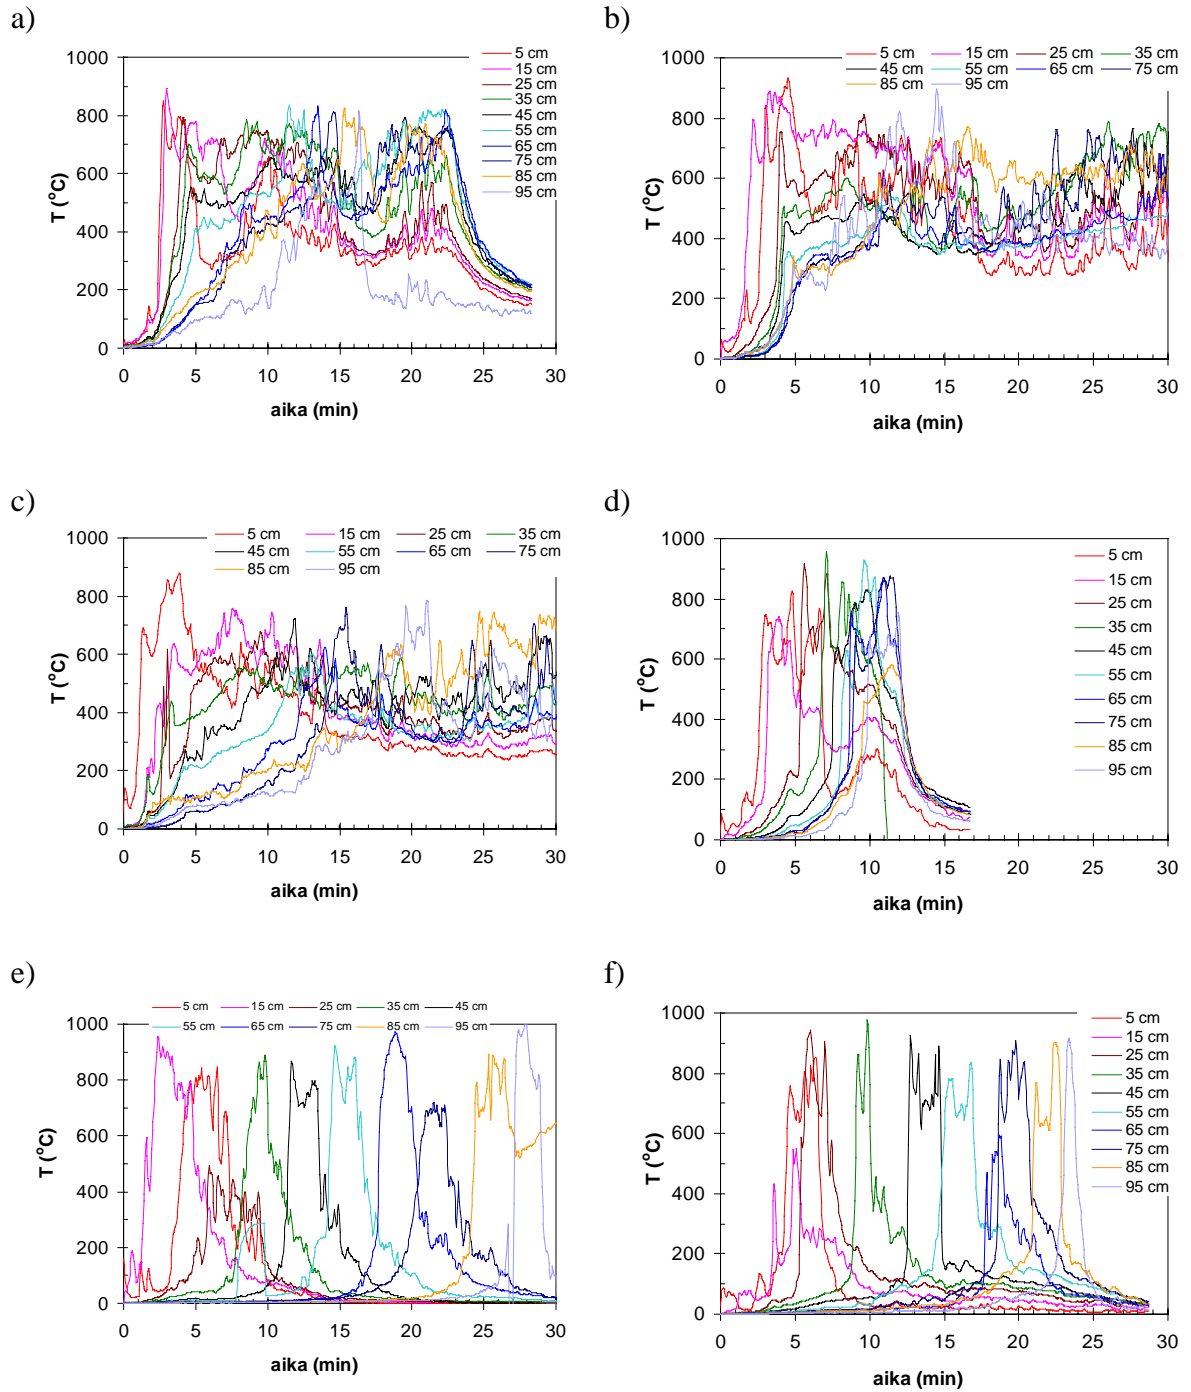 a)
1000
800
600
400
200
0
T (°C)
0 5 10 15 20 25 30
aika (min)
5 cm
15 cm
25 cm
35 cm
45 cm
55 cm
65 cm
75 cm
85 cm
95 cm
b)
5 cm 15 cm 25 cm 35 cm
45 cm 55 cm 65 cm 75 cm
85 cm 95 cm
1000
800
600
400
200
0
T (°C)
0 5 10 15 20 25 30
aika (min)
c)
5 cm 15 cm 25 cm 35 cm
45 cm 55 cm 65 cm 75 cm
85 cm 95 cm
1000
800
600
400
200
0
T (°C)
0 5 10 15 20 25 30
aika (min)
d)
1000
800
600
400
200
0
T (°C)
0 5 10 15 20 25 30
aika (min)
5 cm
15 cm
25 cm
35 cm
45 cm
55 cm
65 cm
75 cm
85 cm
95 cm
e)
5 cm 15 cm 25 cm 35 cm 45 cm
55 cm 65 cm 75 cm 85 cm 95 cm
1000
800
600
400
200
0
T (°C)
0 5 10 15 20 25 30
aika (min)
f)
1000
800
600
400
200
0
T (°C)
0 5 10 15 20 25 30
aika (min)
5 cm
15 cm
25 cm
35 cm
45 cm
55 cm
65 cm
75 cm
85 cm
95 cm